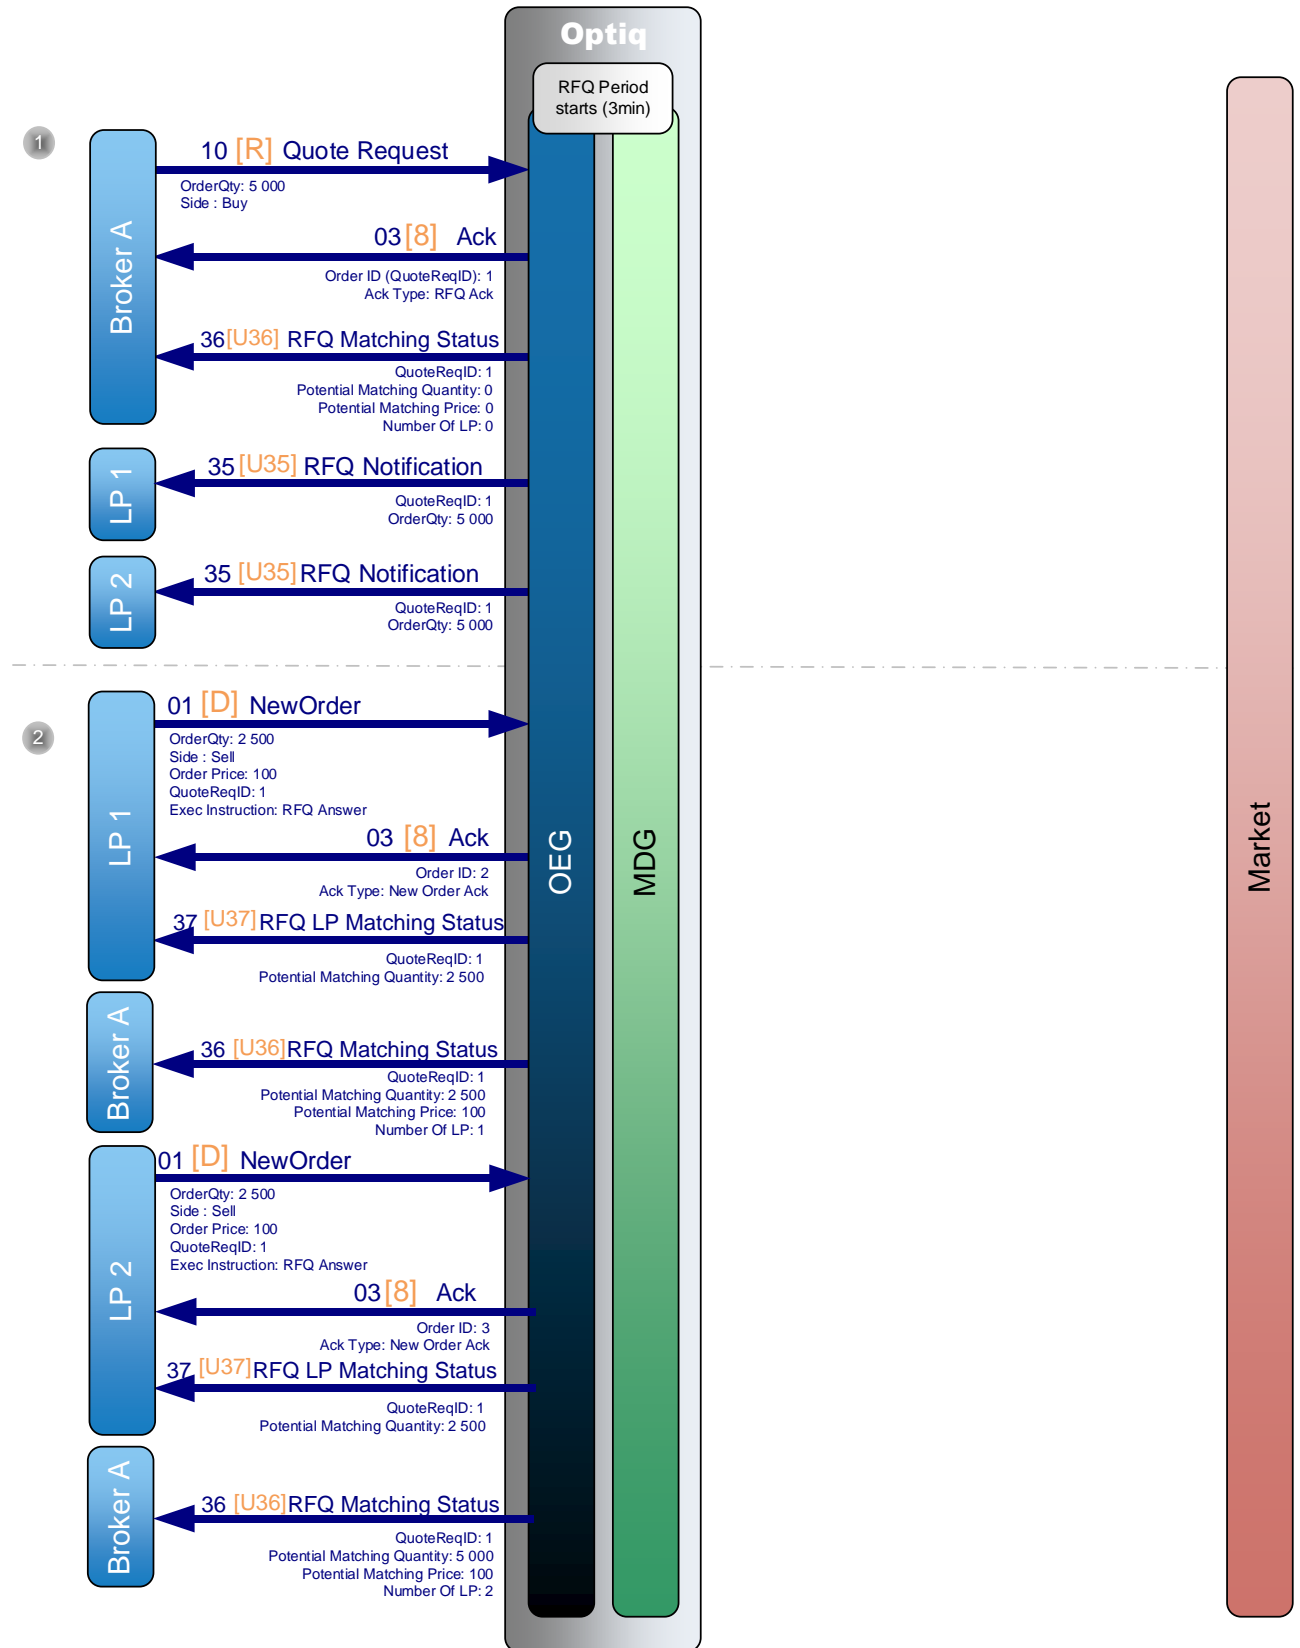 Optiq
RFQ Period
starts (3min)
1
Broker A
10 [R] Quote Request
OrderQty: 5 000
Side : Buy
03 [8] Ack
Order ID (QuoteReqID): 1
Ack Type: RFQ Ack
36 [U36] RFQ Matching Status
QuoteReqID: 1
Potential Matching Quantity: 0
Potential Matching Price: 0
Number Of LP: 0
LP 1
35 [U35] RFQ Notification
QuoteReqID: 1
OrderQty: 5 000
LP 2
35 [U35] RFQ Notification
QuoteReqID: 1
OrderQty: 5 000
2
LP 1
01 [D] NewOrder
OrderQty: 2 500
Side : Sell
Order Price: 100
QuoteReqID: 1
Exec Instruction: RFQ Answer
03 [8] Ack
Order ID: 2
Ack Type: New Order Ack
37 [U37] RFQ LP Matching Status
QuoteReqID: 1
Potential Matching Quantity: 2 500
Broker A
36 [U36] RFQ Matching Status
QuoteReqID: 1
Potential Matching Quantity: 2 500
Potential Matching Price: 100
Number Of LP: 1
LP 2
01 [D] NewOrder
OrderQty: 2 500
Side : Sell
Order Price: 100
QuoteReqID: 1
Exec Instruction: RFQ Answer
03 [8] Ack
Order ID: 3
Ack Type: New Order Ack
37 [U37] RFQ LP Matching Status
QuoteReqID: 1
Potential Matching Quantity: 2 500
Broker A
36 [U36] RFQ Matching Status
QuoteReqID: 1
Potential Matching Quantity: 5 000
Potential Matching Price: 100
Number Of LP: 2
OEG
MDG
Market